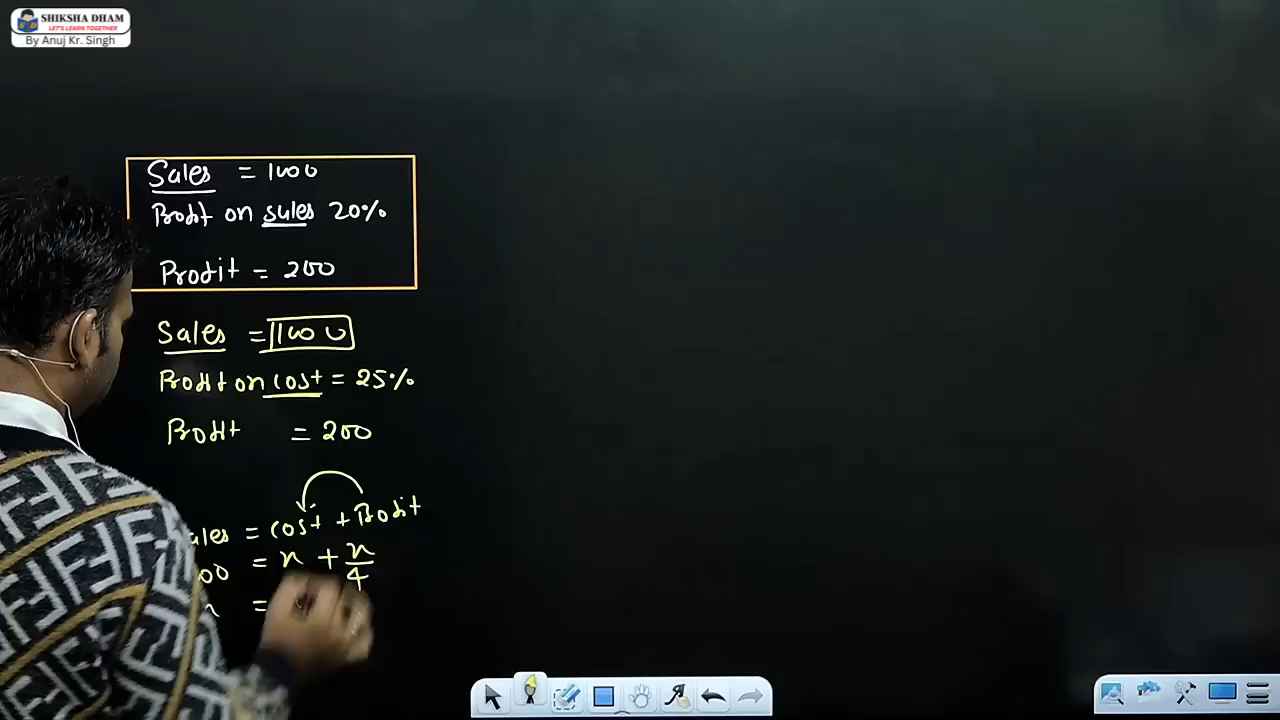 SHIKSHA DHAM
LET'S LEARN TOGETHER
By Anuj Kr. Singh
Sales = 1000
Profit on sales 20%
Profit = 200
Sales = 1000
Profit on cost = 25%
Profit = 200
ales = cost + Profit
00 = x + x/4
x =